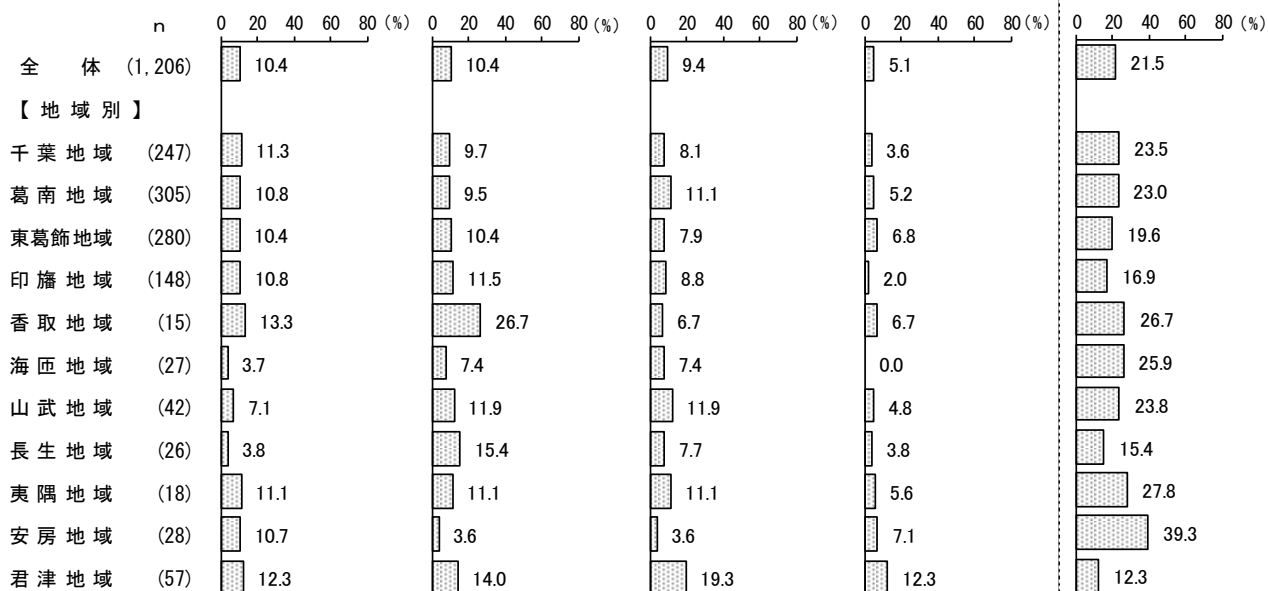 n 0 20 40 60 80 (%) 0 20 40 60 80 (%) 0 20 40 60 80 (%) 0 20 40 60 80 (%) 0 20 40 60 80 (%)
全 体 (1,206) 10.4 10.4 9.4 5.1 21.5
【 地 域 別 】
千 葉 地 域 (247) 11.3 9.7 8.1 3.6 23.5
葛 南 地 域 (305) 10.8 9.5 11.1 5.2 23.0
東葛飾地域 (280) 10.4 10.4 7.9 6.8 19.6
印 旛 地 域 (148) 10.8 11.5 8.8 2.0 16.9
香 取 地 域 (15) 13.3 26.7 6.7 6.7 26.7
海 匝 地 域 (27) 3.7 7.4 7.4 0.0 25.9
山 武 地 域 (42) 7.1 11.9 11.9 4.8 23.8
長 生 地 域 (26) 3.8 15.4 7.7 3.8 15.4
夷 隅 地 域 (18) 11.1 11.1 11.1 5.6 27.8
安 房 地 域 (28) 10.7 3.6 3.6 7.1 39.3
君 津 地 域 (57) 12.3 14.0 19.3 12.3 12.3